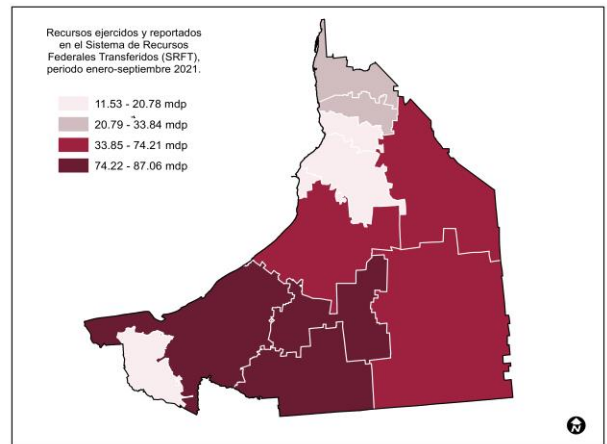 Recursos ejercidos y reportados
en el Sistema de Recursos
Federales Transferidos (SRFT),
periodo enero-septiembre 2021.
11.53 - 20.78 mdp
20.79 - 33.84 mdp
33.85 - 74.21 mdp
74.22 - 87.06 mdp
N